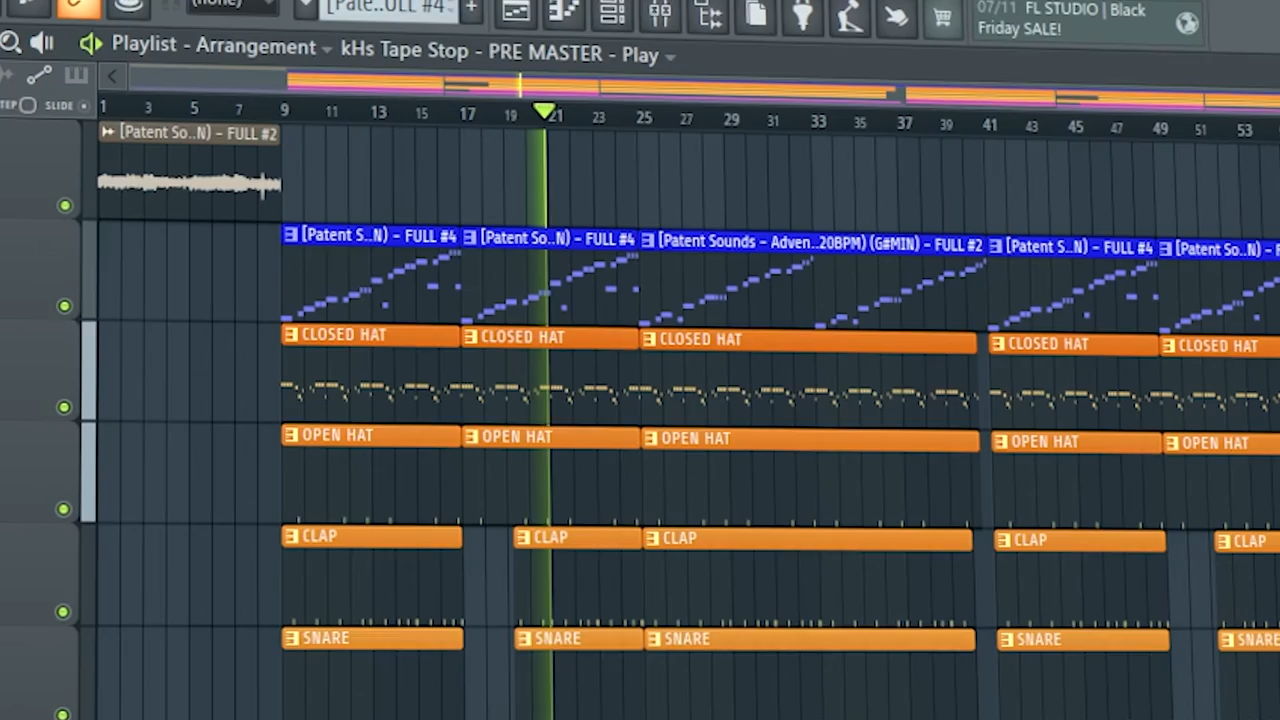 (none)
[Pate..ULL #4
+
07/11 FL STUDIO | Black
Friday SALE!
Playlist - Arrangement
kHs Tape Stop - PRE MASTER - Play
TEP SLIDE
1 3 5 7 9 11 13 15 17 19 21 23 25 27 29 31 33 35 37 39 41 43 45 47 49 51 53
[Patent So..N) - FULL #2
[Patent S..N) - FULL #4
[Patent So..N) - FULL #4
[Patent Sounds - Adven..20BPM) (G#MIN) - FULL #2
[Patent S..N) - FULL #4
[Patent So..N) - F
CLOSED HAT
CLOSED HAT
CLOSED HAT
CLOSED HAT
CLOSED HAT
OPEN HAT
OPEN HAT
OPEN HAT
OPEN HAT
OPEN HAT
CLAP
CLAP
CLAP
CLAP
CLAP
SNARE
SNARE
SNARE
SNARE
SNARE